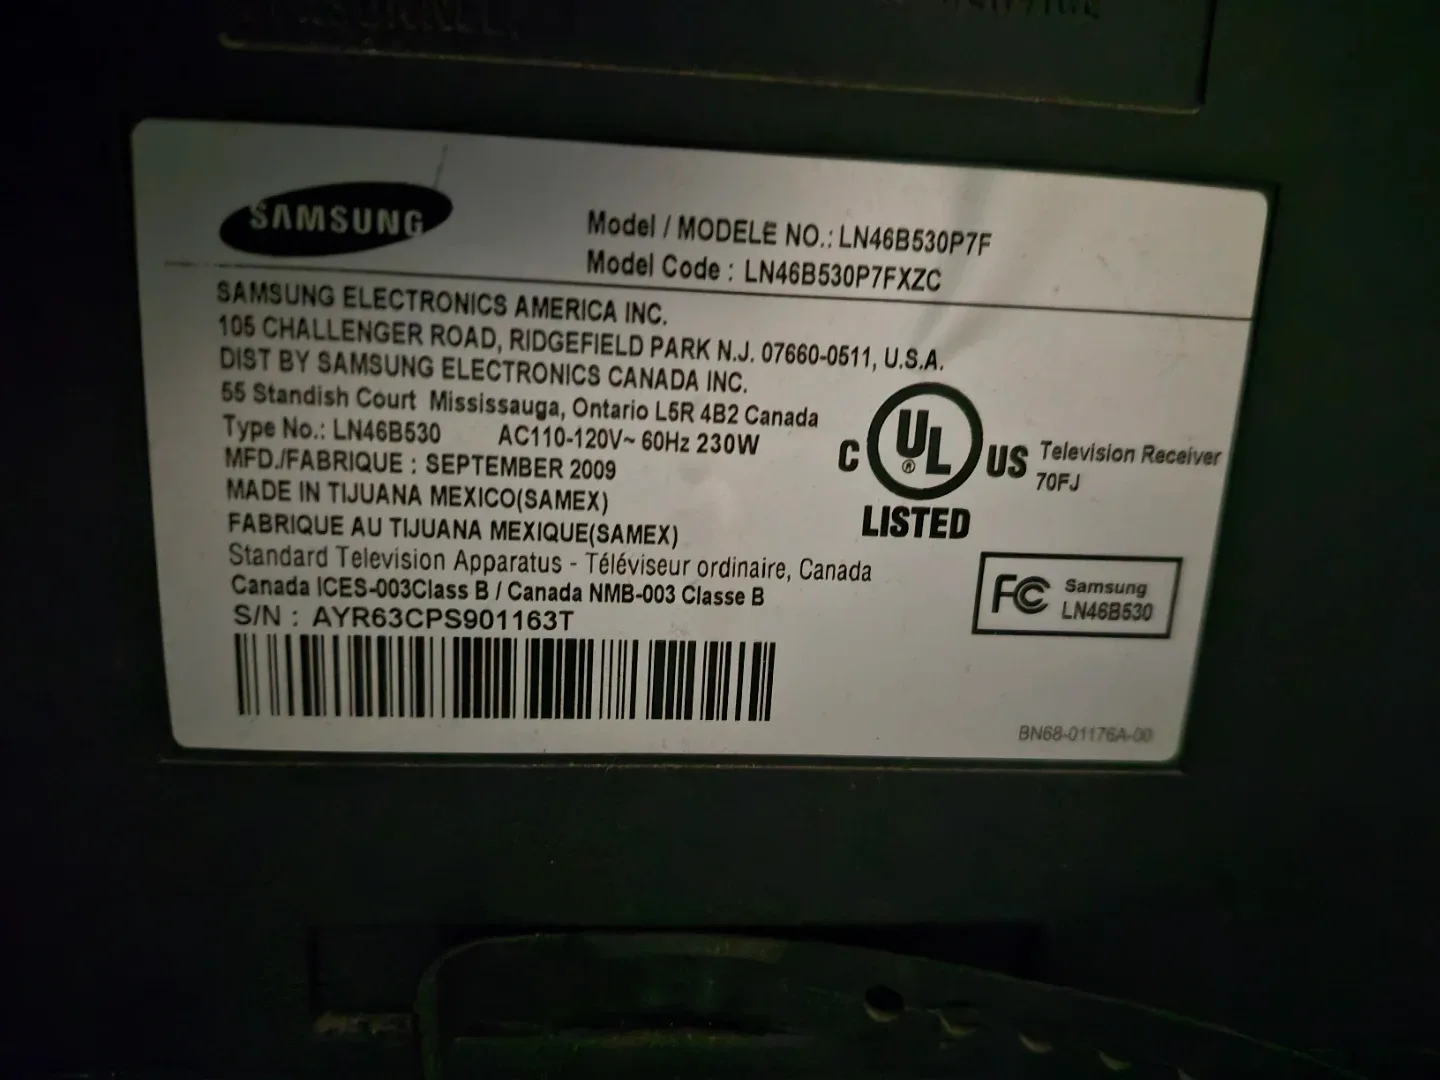 SAMSUNG
Model / MODELE NO.: LN46B530P7F
Model Code : LN46B530P7FXZC
SAMSUNG ELECTRONICS AMERICA INC.
105 CHALLENGER ROAD, RIDGEFIELD PARK N.J. 07660-0511, U.S.A.
DIST BY SAMSUNG ELECTRONICS CANADA INC.
55 Standish Court Mississauga, Ontario L5R 4B2 Canada
Type No.: LN46B530 AC110-120V~ 60Hz 230W
MFD./FABRIQUE : SEPTEMBER 2009
MADE IN TIJUANA MEXICO(SAMEX)
FABRIQUE AU TIJUANA MEXIQUE(SAMEX)
Standard Television Apparatus - Téléviseur ordinaire, Canada
Canada ICES-003Class B / Canada NMB-003 Classe B
S/N : AYR63CPS901163T
C UL ® US
LISTED
Television Receiver
70FJ
FC Samsung
LN46B530
BN68-01176A-00